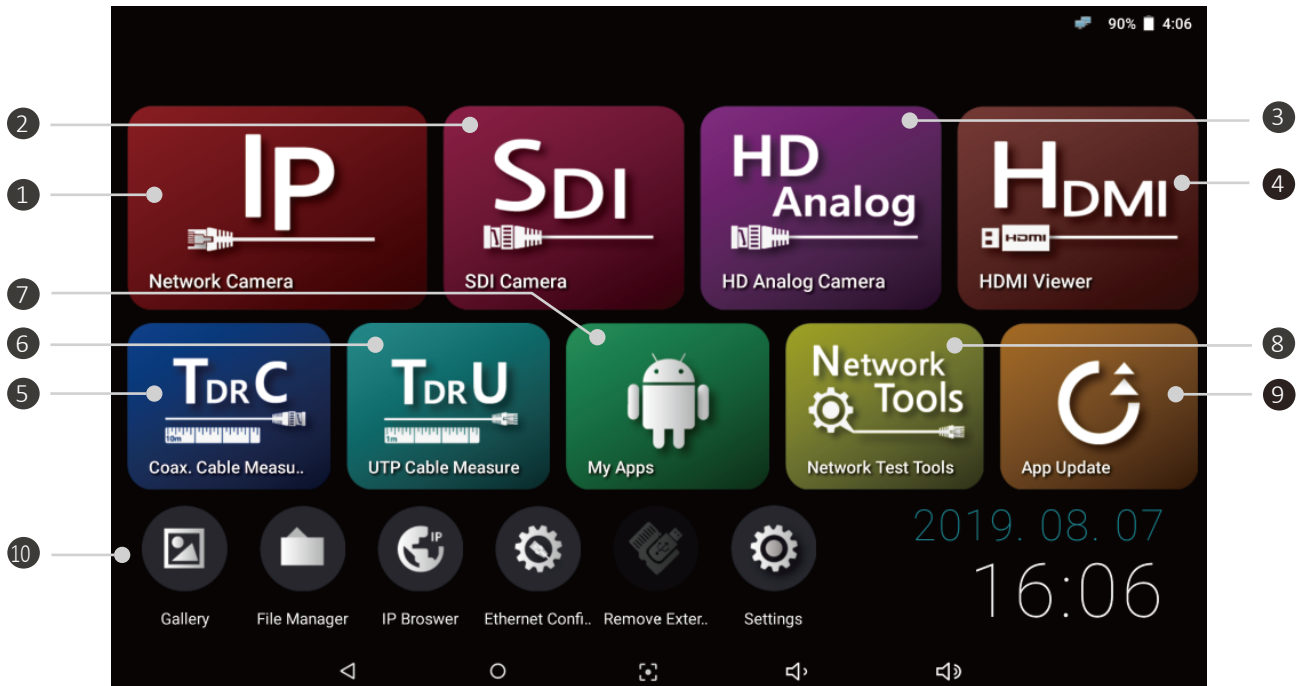 90% 4:06
2
3
1
4
IP
SDI
HD
Analog
HDMI
HDMI
Network Camera
SDI Camera
HD Analog Camera
HDMI Viewer
7
6
8
5
9
TDR C
TDR U
Network
Tools
10m
1m
Coax. Cable Measu..
UTP Cable Measure
My Apps
Network Test Tools
App Update
10
IP
2019. 08. 07
16:06
Gallery
File Manager
IP Broswer
Ethernet Confi..
Remove Exter..
Settings